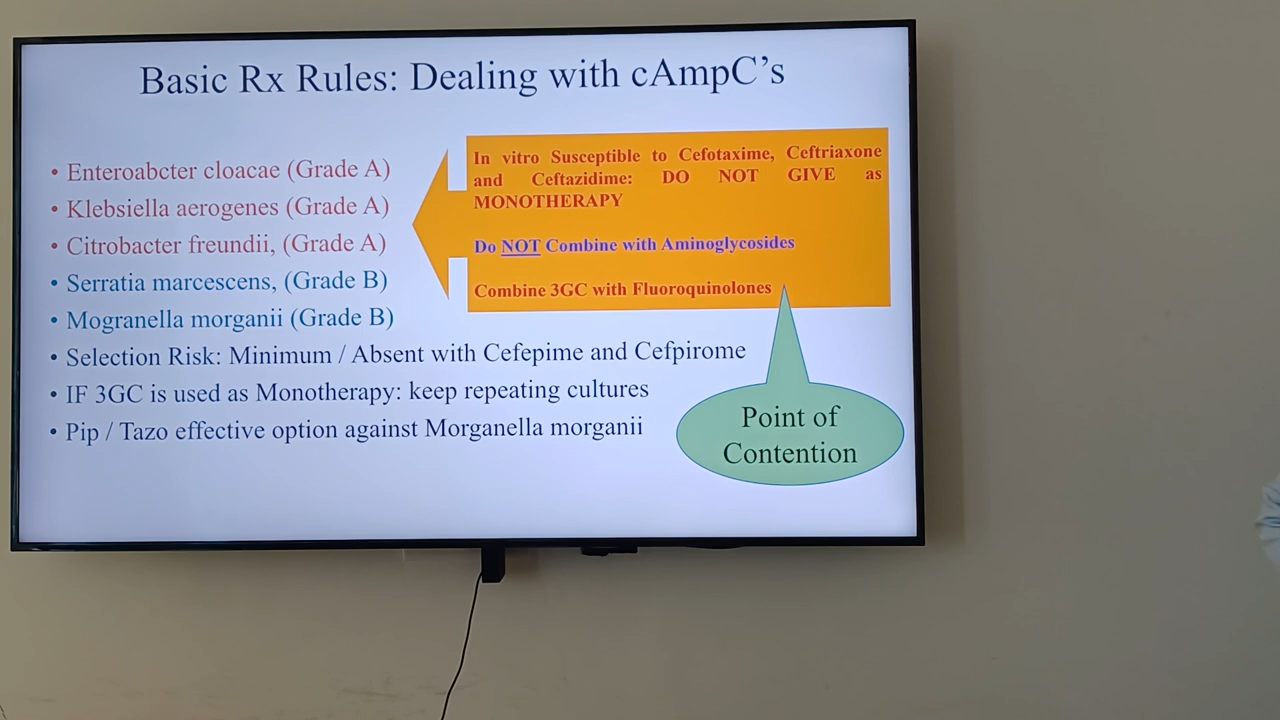 Basic Rx Rules: Dealing with cAmpC’s
• Enteroabcter cloacae (Grade A)
• Klebsiella aerogenes (Grade A)
• Citrobacter freundii, (Grade A)
• Serratia marcescens, (Grade B)
• Mogranella morganii (Grade B)
• Selection Risk: Minimum / Absent with Cefepime and Cefpirome
• IF 3GC is used as Monotherapy: keep repeating cultures
• Pip / Tazo effective option against Morganella morganii
In vitro Susceptible to Cefotaxime, Ceftriaxone
and Ceftazidime: DO NOT GIVE as
MONOTHERAPY
Do NOT Combine with Aminoglycosides
Combine 3GC with Fluoroquinolones
Point of
Contention